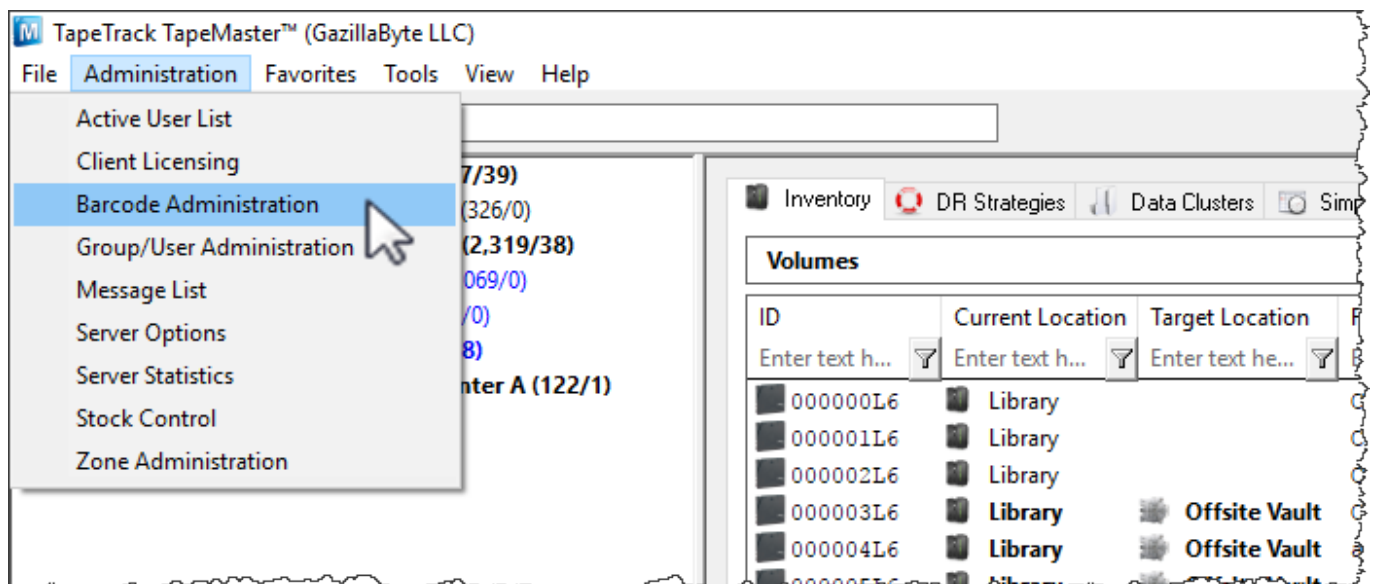 TapeTrack TapeMaster™ (GazillaByte LLC)
File Administration Favorites Tools View Help
Active User List
Client Licensing
Barcode Administration
Group/User Administration
Message List
Server Options
Server Statistics
Stock Control
Zone Administration
7/39)
(326/0)
(2,319/38)
069/0)
/0)
8)
nter A (122/1)
Inventory DR Strategies Data Clusters Simp
Volumes
ID Current Location Target Location
Enter text h... Enter text h... Enter text he...
000000L6 Library
000001L6 Library
000002L6 Library
000003L6 Library Offsite Vault
000004L6 Library Offsite Vault